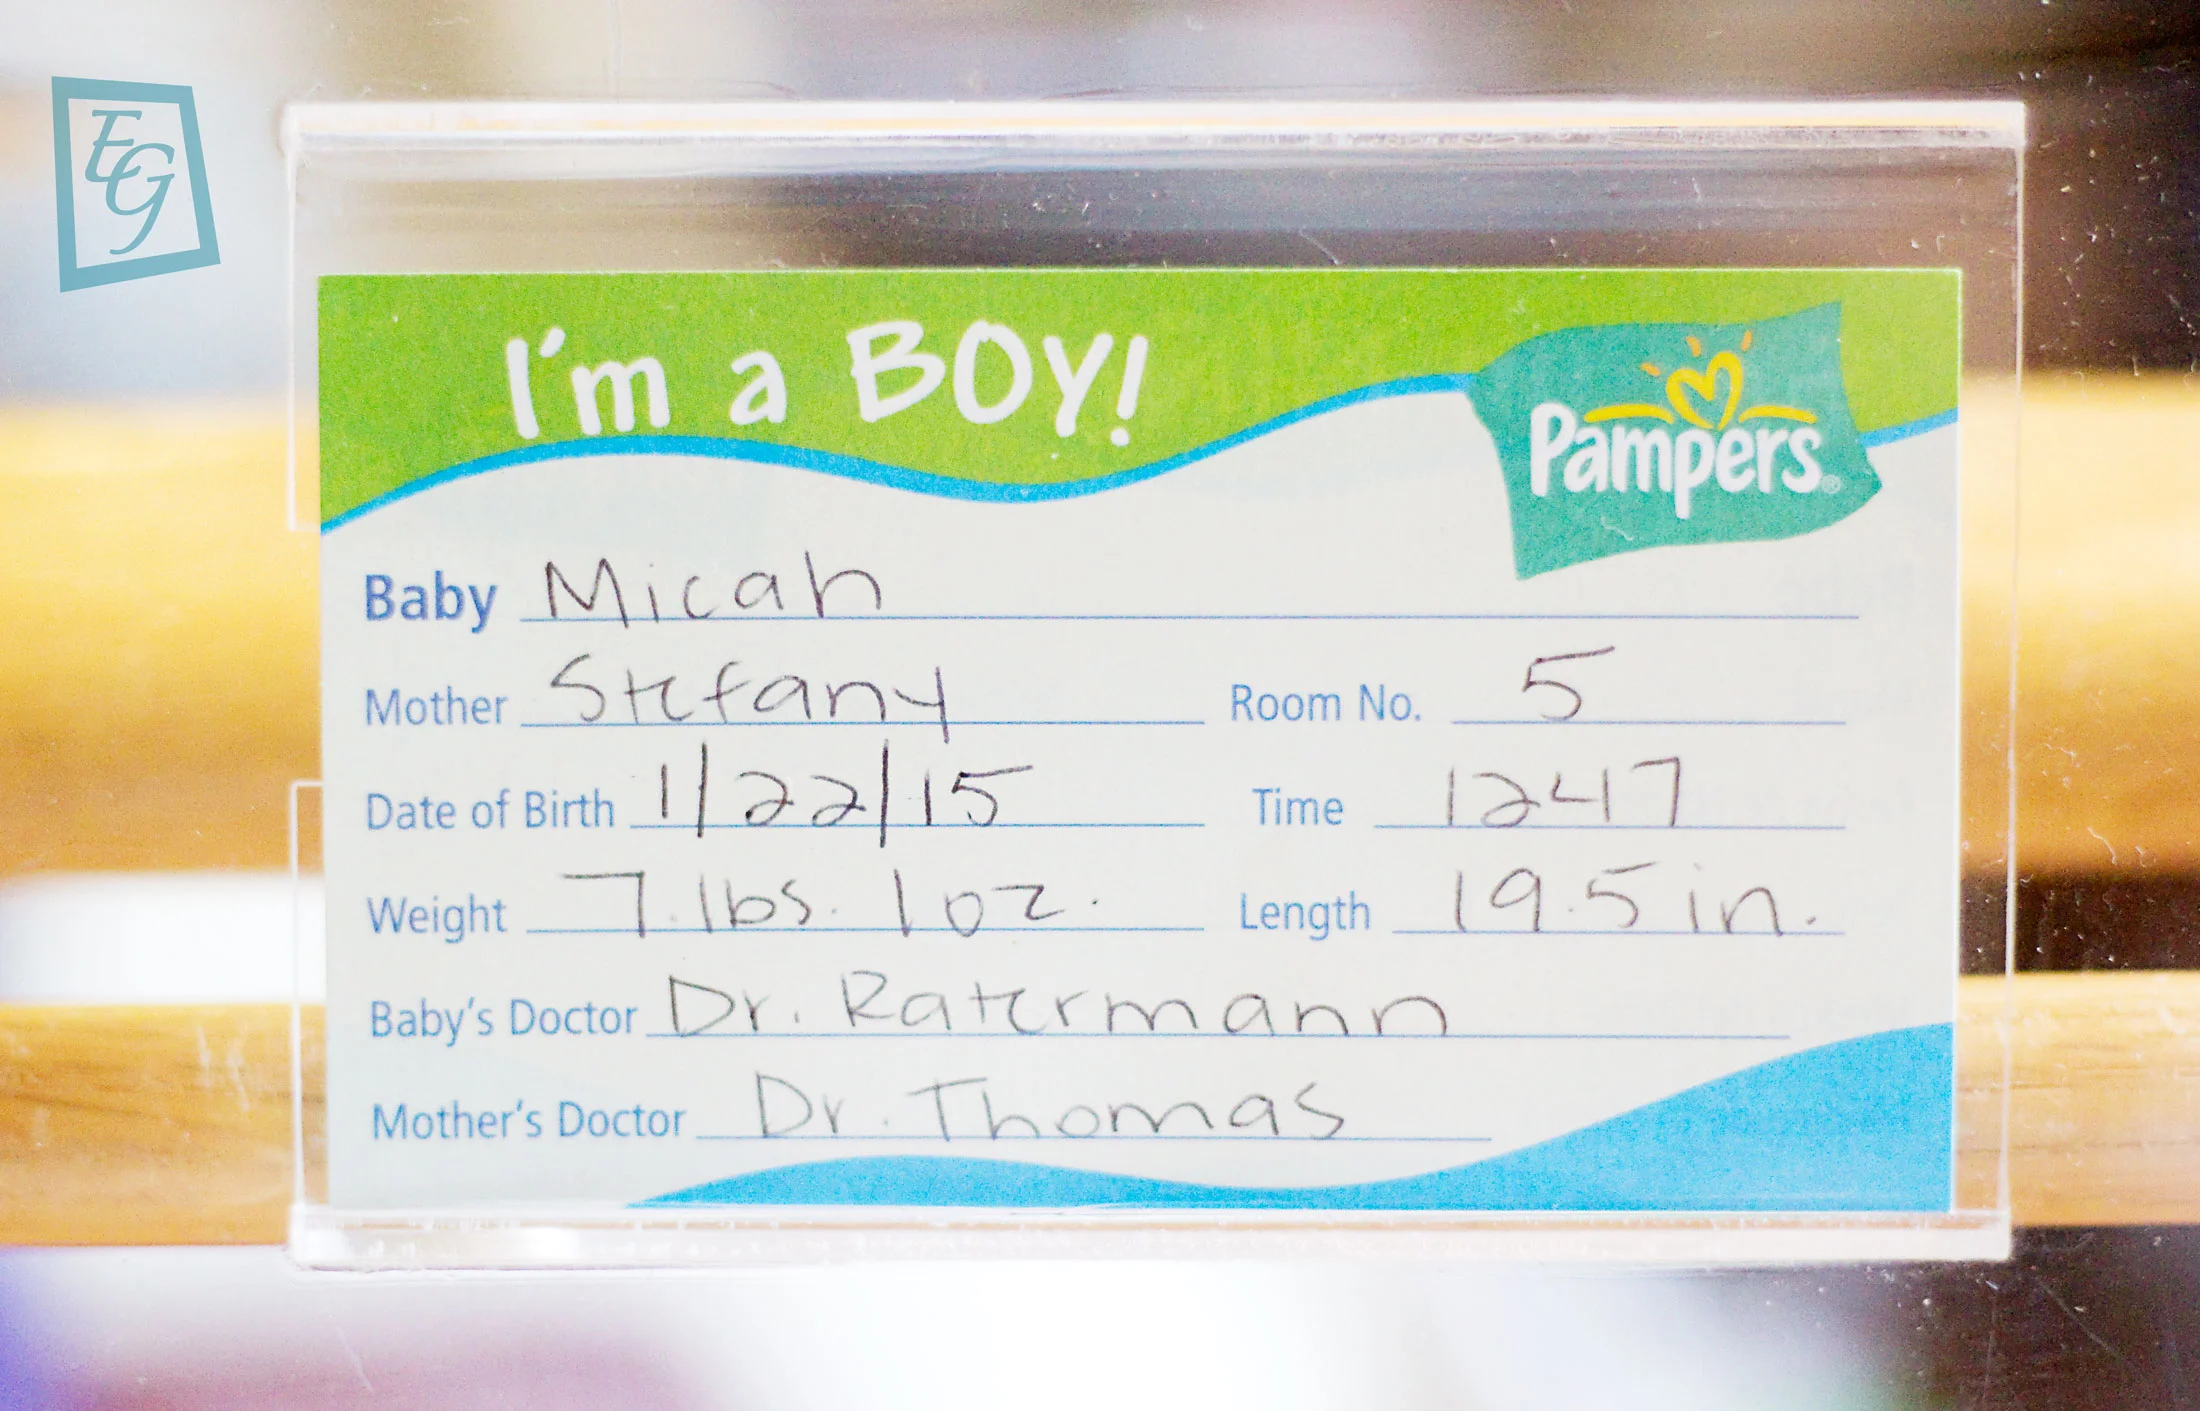 EG
I'm a BOY!
Pampers®
Baby Micah
Mother Stefany Room No. 5
Date of Birth 1/22/15 Time 1247
Weight 7 lbs. 1 oz. Length 19.5 in.
Baby's Doctor Dr. Ratermann
Mother's Doctor Dr. Thomas